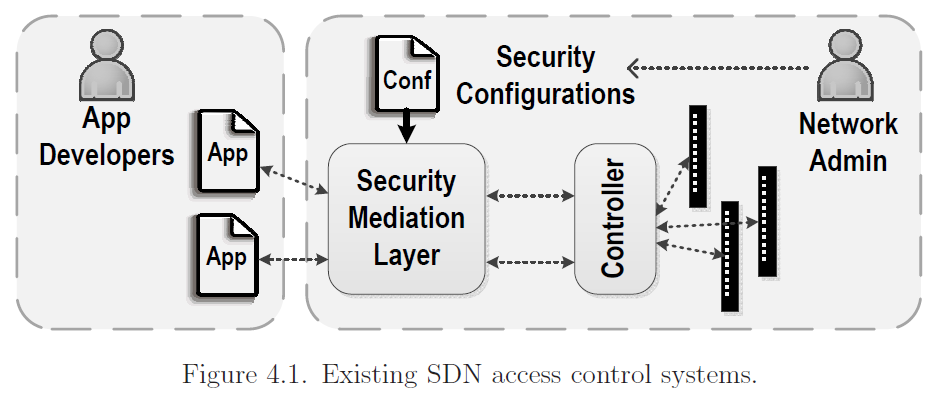 App
Developers
App
App
Conf
Security
Configurations
Network
Admin
Security
Mediation
Layer
Controller
Figure 4.1. Existing SDN access control systems.